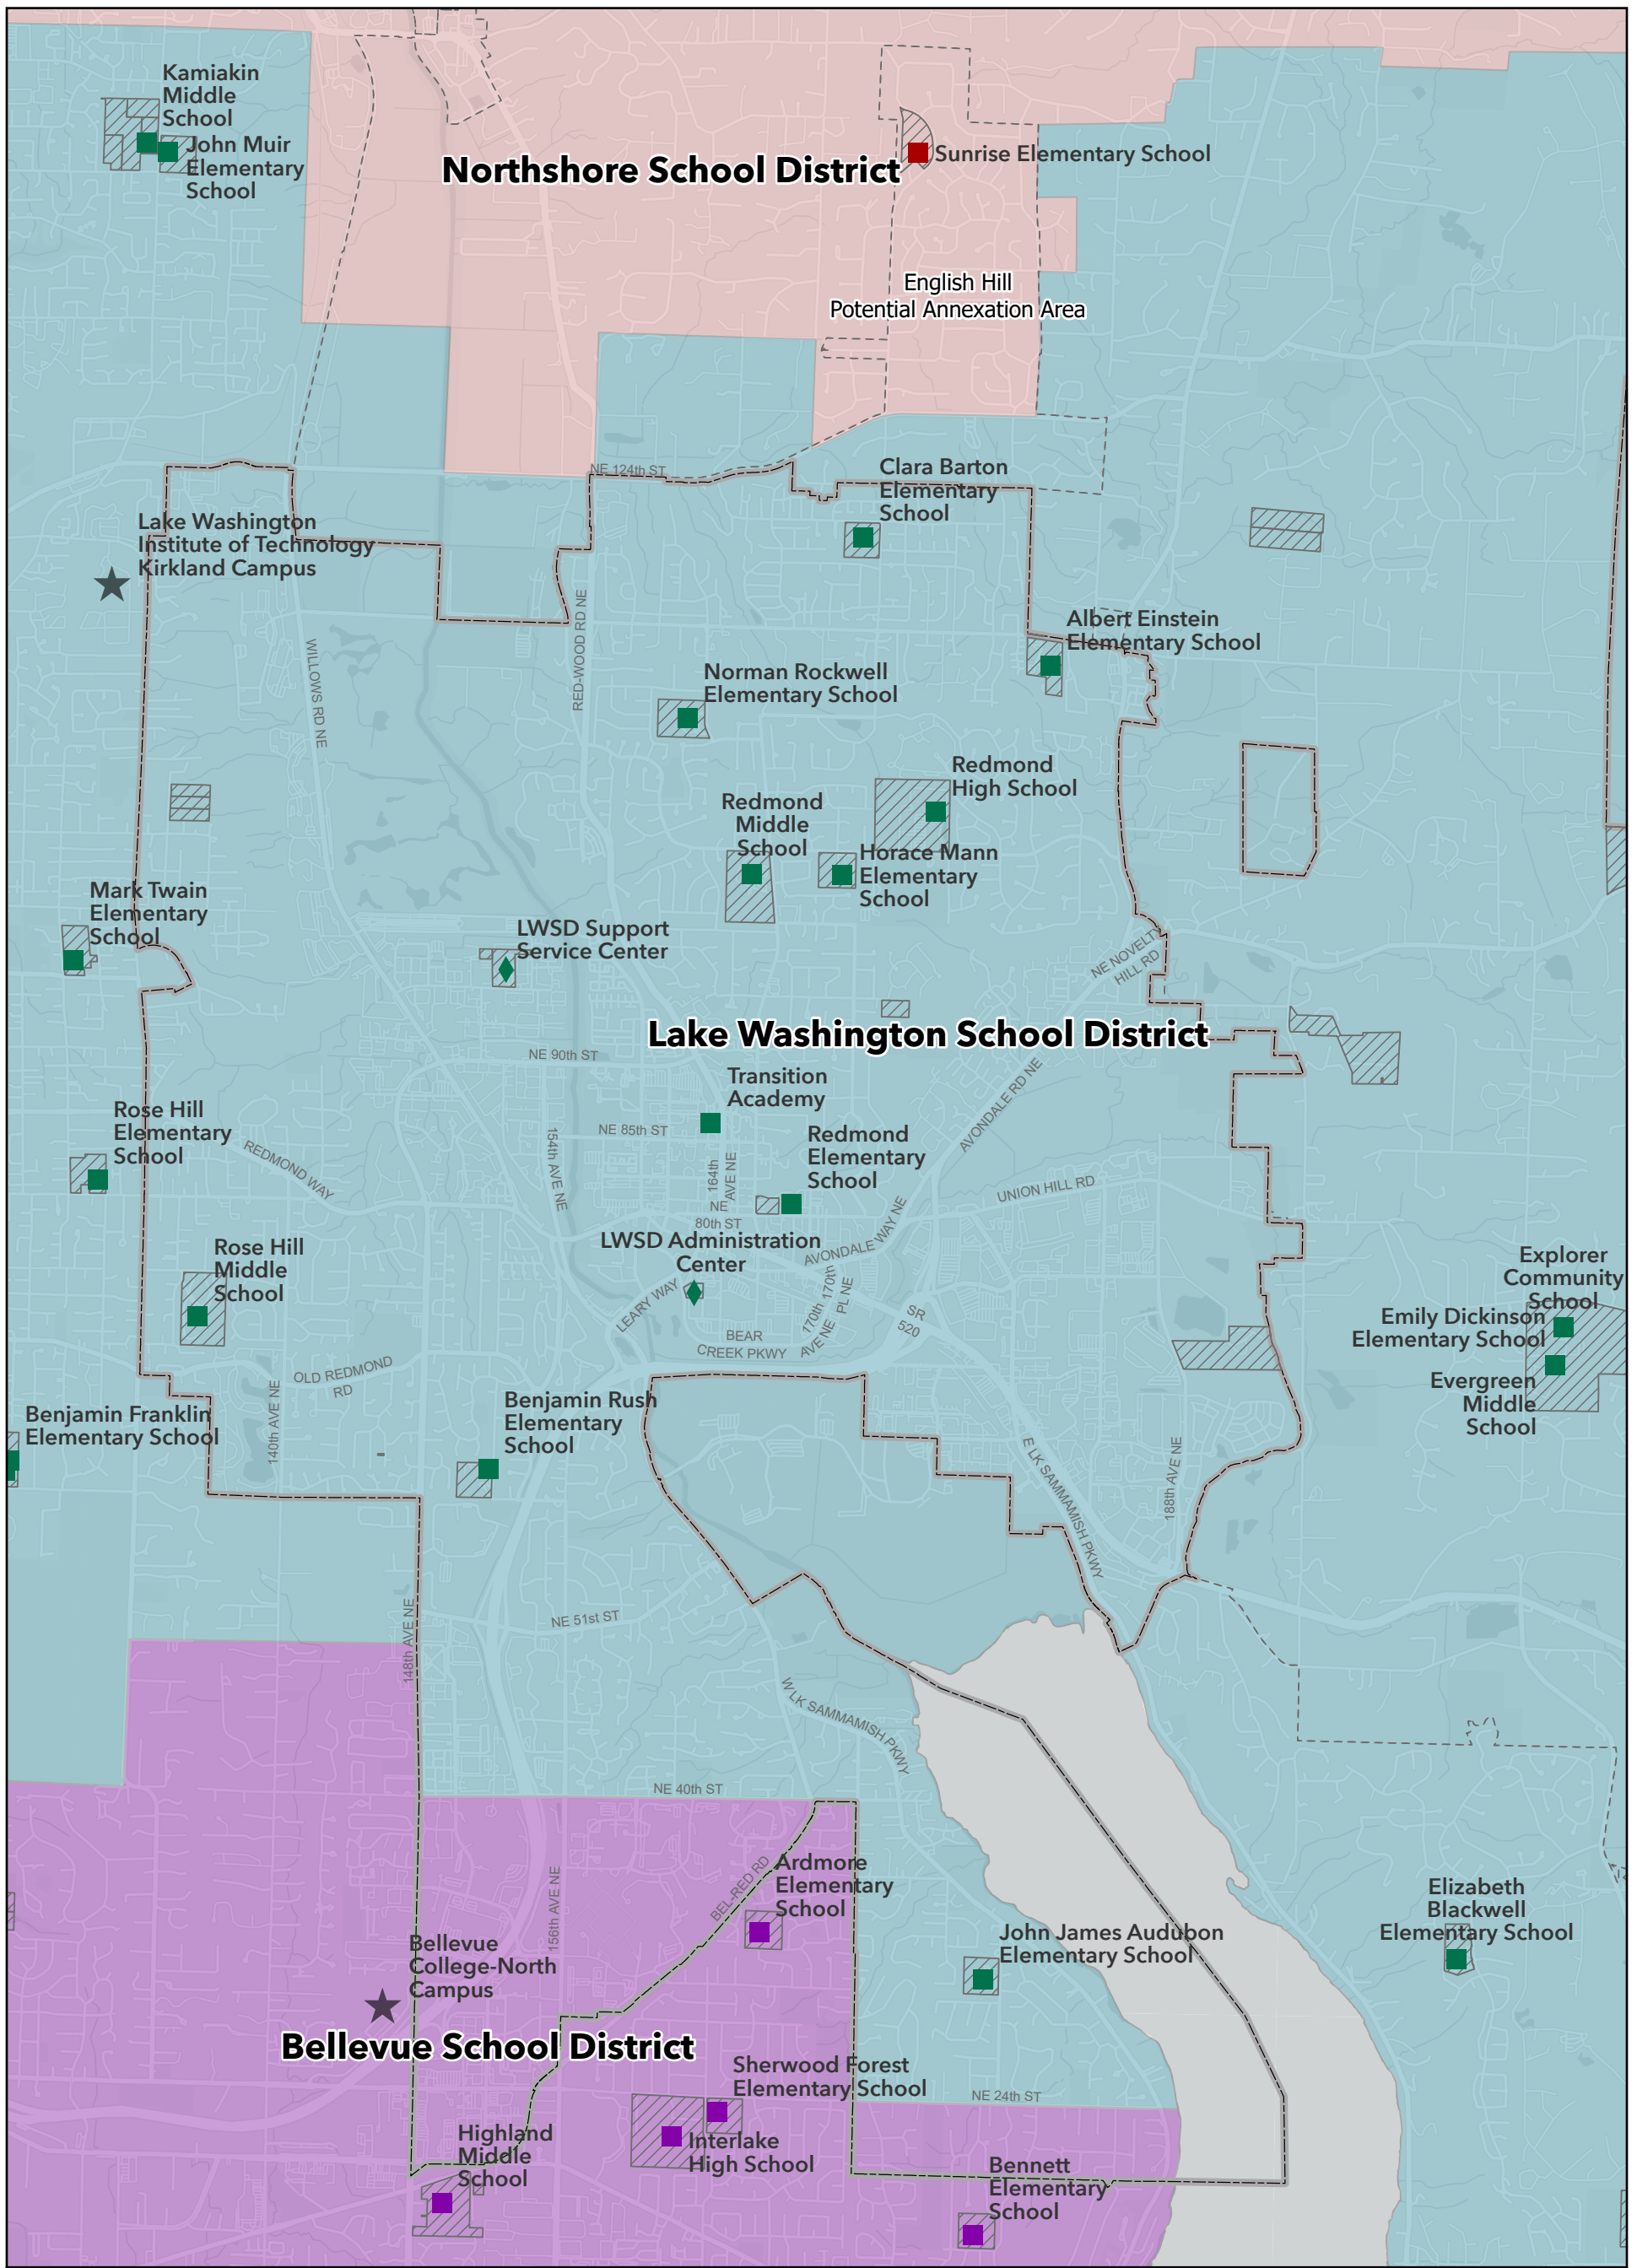 Kamiakin
Middle
School
John Muir
Elementary
School
Northshore School District
Sunrise Elementary School
English Hill
Potential Annexation Area
NE 124th ST
Clara Barton
Elementary
School
Lake Washington
Institute of Technology
Kirkland Campus
WILLOWS RD NE
RED-WOOD RD NE
Albert Einstein
Elementary School
Norman Rockwell
Elementary School
Redmond
High School
Redmond
Middle
School
Horace Mann
Elementary
School
Mark Twain
Elementary
School
LWSD Support
Service Center
NE NOVELTY
HILL RD
Lake Washington School District
NE 90th ST
Transition
Academy
AVONDALE RD NE
Rose Hill
Elementary
School
NE 85th ST
Redmond
Elementary
School
REDMOND WAY
154th AVE NE
164th
AVE NE
UNION HILL RD
NE
80th ST
LWSD Administration
Center
AVONDALE WAY NE
Rose Hill
Middle
School
Explorer
Community
School
Emily Dickinson
Elementary School
LEARY WAY
170th
AVE NE
170th
PL NE
SR
520
BEAR
CREEK PKWY
OLD REDMOND
RD
Evergreen
Middle
School
Benjamin Franklin
Elementary School
140th AVE NE
Benjamin Rush
Elementary
School
E LK SAMMAMISH PKWY
188th AVE NE
148th AVE NE
NE 51st ST
W LK SAMMAMISH PKWY
NE 40th ST
Ardmore
Elementary
School
BEL-RED RD
156th AVE NE
Elizabeth
Blackwell
Elementary School
John James Audubon
Elementary School
Bellevue
College-North
Campus
Bellevue School District
Sherwood Forest
Elementary School
NE 24th ST
Highland
Middle
School
Interlake
High School
Bennett
Elementary
School